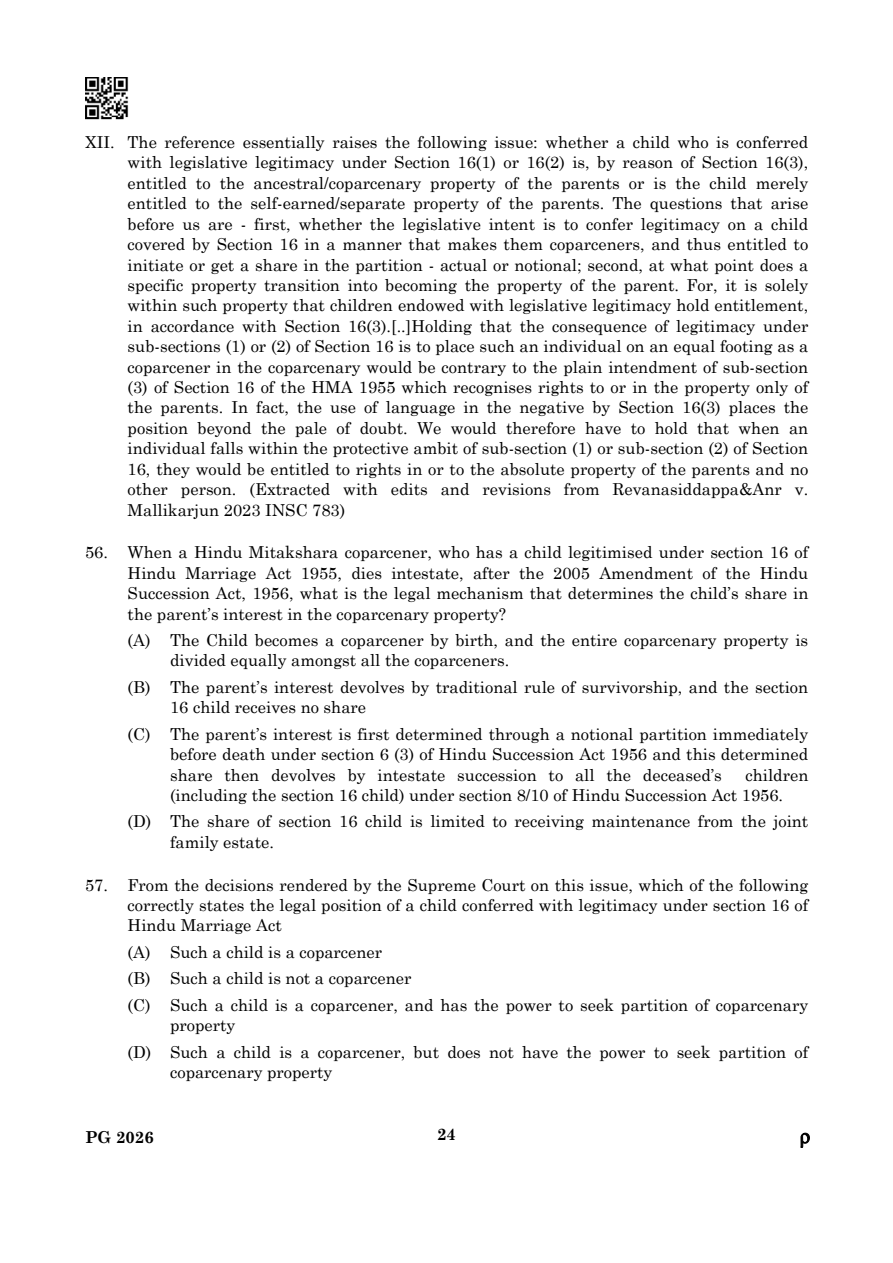 XII. The reference essentially raises the following issue: whether a child who is conferred
with legislative legitimacy under Section 16(1) or 16(2) is, by reason of Section 16(3),
entitled to the ancestral/coparcenary property of the parents or is the child merely
entitled to the self-earned/separate property of the parents. The questions that arise
before us are - first, whether the legislative intent is to confer legitimacy on a child
covered by Section 16 in a manner that makes them coparceners, and thus entitled to
initiate or get a share in the partition - actual or notional; second, at what point does a
specific property transition into becoming the property of the parent. For, it is solely
within such property that children endowed with legislative legitimacy hold entitlement,
in accordance with Section 16(3).[..]Holding that the consequence of legitimacy under
sub-sections (1) or (2) of Section 16 is to place such an individual on an equal footing as a
coparcener in the coparcenary would be contrary to the plain intendment of sub-section
(3) of Section 16 of the HMA 1955 which recognises rights to or in the property only of
the parents. In fact, the use of language in the negative by Section 16(3) places the
position beyond the pale of doubt. We would therefore have to hold that when an
individual falls within the protective ambit of sub-section (1) or sub-section (2) of Section
16, they would be entitled to rights in or to the absolute property of the parents and no
other person. (Extracted with edits and revisions from Revanasiddappa&Anr v.
Mallikarjun 2023 INSC 783)
56. When a Hindu Mitakshara coparcener, who has a child legitimised under section 16 of
Hindu Marriage Act 1955, dies intestate, after the 2005 Amendment of the Hindu
Succession Act, 1956, what is the legal mechanism that determines the child's share in
the parent's interest in the coparcenary property?
(A) The Child becomes a coparcener by birth, and the entire coparcenary property is
divided equally amongst all the coparceners.
(B) The parent's interest devolves by traditional rule of survivorship, and the section
16 child receives no share
(C) The parent's interest is first determined through a notional partition immediately
before death under section 6 (3) of Hindu Succession Act 1956 and this determined
share then devolves by intestate succession to all the deceased's children
(including the section 16 child) under section 8/10 of Hindu Succession Act 1956.
(D) The share of section 16 child is limited to receiving maintenance from the joint
family estate.
57. From the decisions rendered by the Supreme Court on this issue, which of the following
correctly states the legal position of a child conferred with legitimacy under section 16 of
Hindu Marriage Act
(A) Such a child is a coparcener
(B) Such a child is not a coparcener
(C) Such a child is a coparcener, and has the power to seek partition of coparcenary
property
(D) Such a child is a coparcener, but does not have the power to seek partition of
coparcenary property
PG 2026 24 ρ